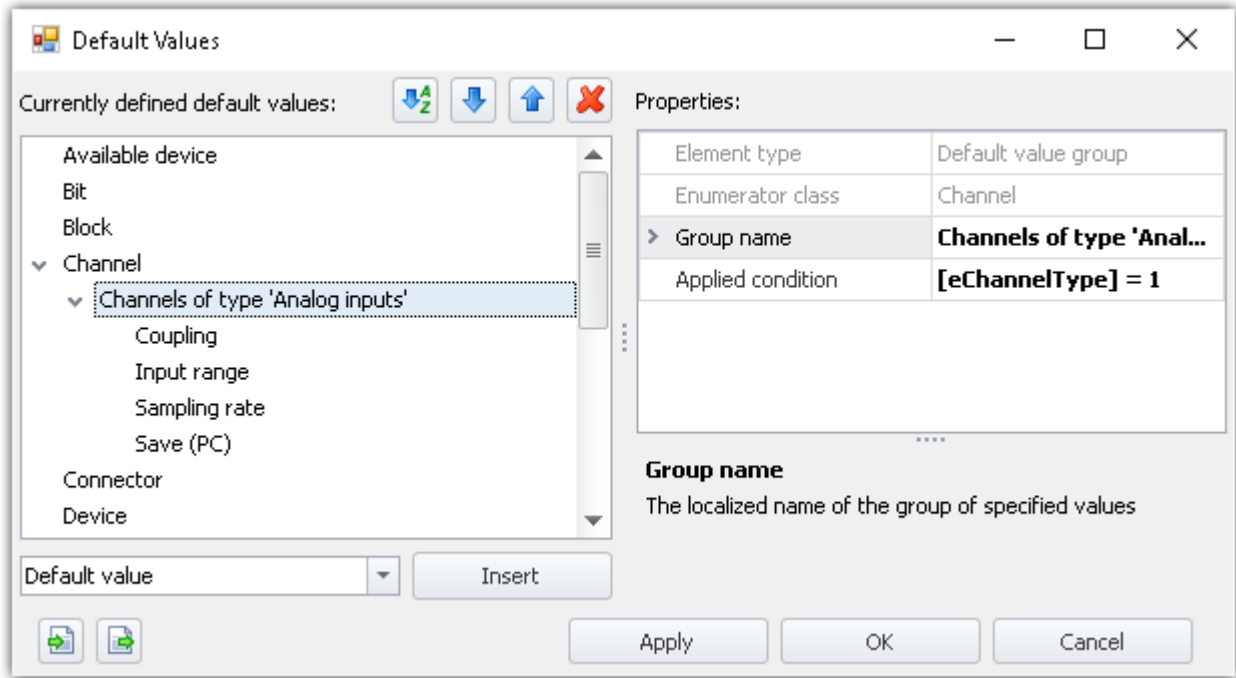 Default Values
Currently defined default values:
Available device
Bit
Block
Channel
Channels of type 'Analog inputs'
Coupling
Input range
Sampling rate
Save (PC)
Connector
Device
Default value
Insert
Properties:
Element type Default value group
Enumerator class Channel
Group name Channels of type 'Anal...
Applied condition [eChannelType] = 1
Group name
The localized name of the group of specified values
Apply
OK
Cancel